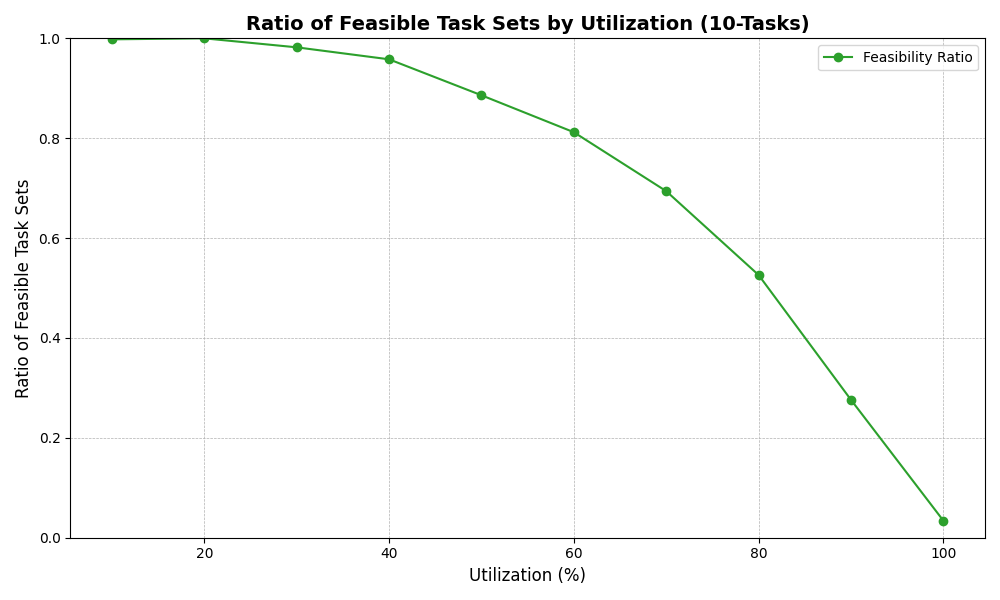 Ratio of Feasible Task Sets by Utilization (10-Tasks)
Feasibility Ratio
Ratio of Feasible Task Sets
1.0
0.8
0.6
0.4
0.2
0.0
20 40 60 80 100
Utilization (%)